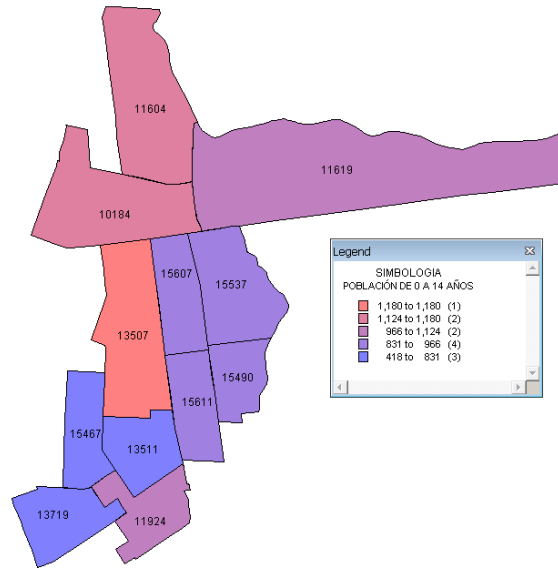 11604
11619
10184
15607
15537
13507
15490
15611
15467
13511
13719
11924
Legend
SIMBOLOGIA
POBLACIÓN DE 0 A 14 AÑOS
1,180 to 1,180 (1)
1,124 to 1,180 (2)
966 to 1,124 (2)
831 to 966 (4)
418 to 831 (3)